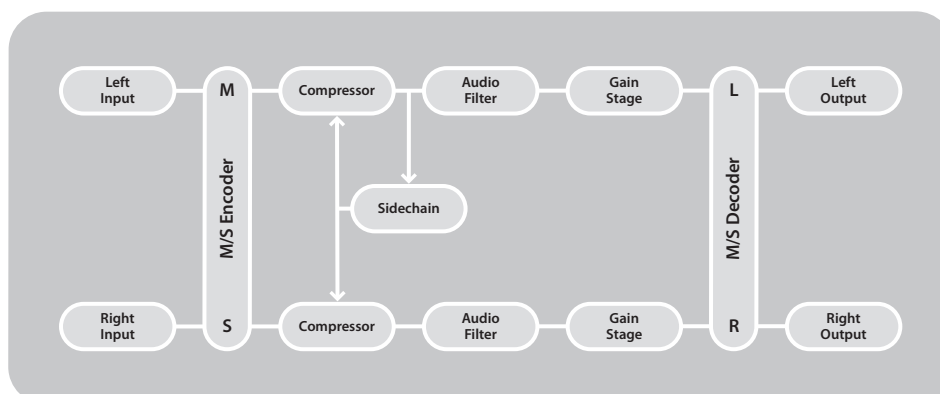 Left
Input
M
Compressor
Audio
Filter
Gain
Stage
L
Left
Output
M/S Encoder
Sidechain
M/S Decoder
Right
Input
S
Compressor
Audio
Filter
Gain
Stage
R
Right
Output